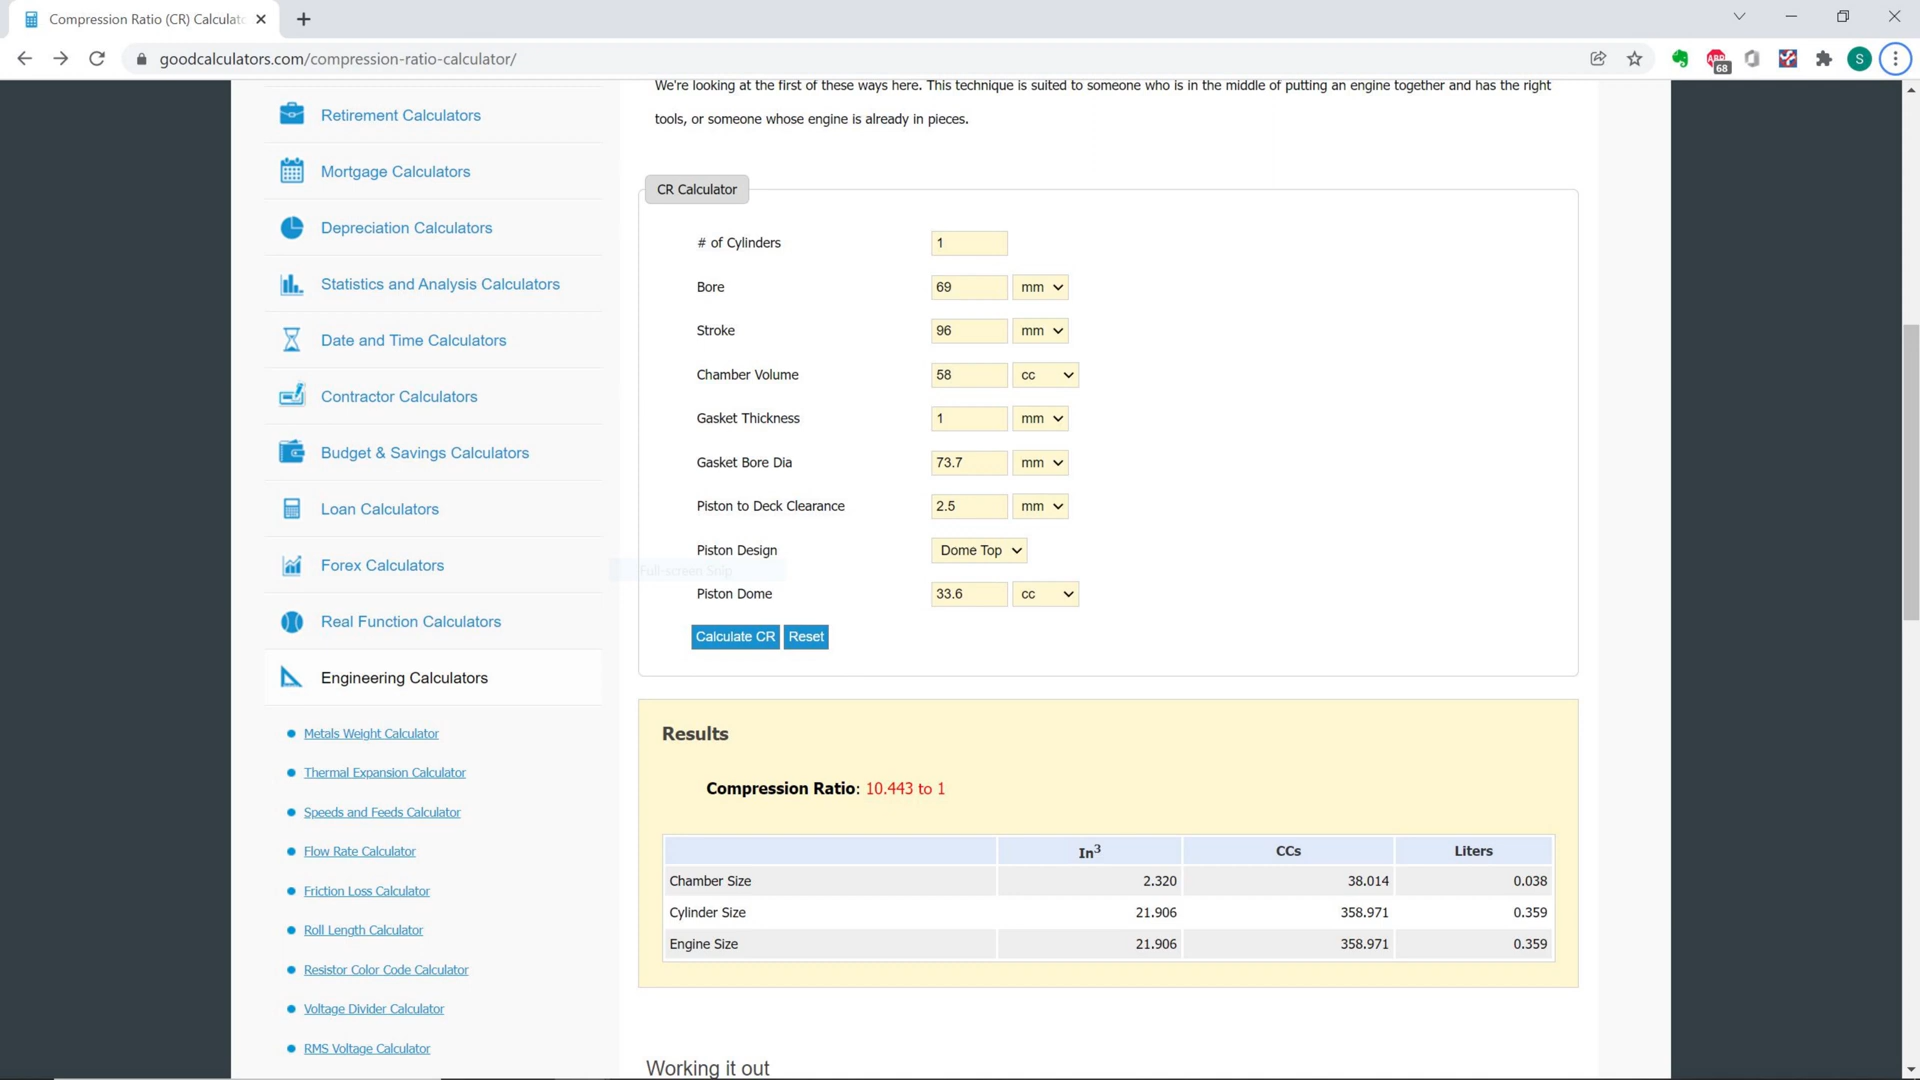 Compression Ratio (CR) Calculat
goodcalculators.com/compression-ratio-calculator/
ABP
68
S
Retirement Calculators
Mortgage Calculators
Depreciation Calculators
Statistics and Analysis Calculators
Date and Time Calculators
Contractor Calculators
Budget & Savings Calculators
Loan Calculators
Forex Calculators
Real Function Calculators
Engineering Calculators
Metals Weight Calculator
Thermal Expansion Calculator
Speeds and Feeds Calculator
Flow Rate Calculator
Friction Loss Calculator
Roll Length Calculator
Resistor Color Code Calculator
Voltage Divider Calculator
RMS Voltage Calculator
We're looking at the first of these ways here. This technique is suited to someone who is in the middle of putting an engine together and has the right
tools, or someone whose engine is already in pieces.
CR Calculator
# of Cylinders 1
Bore 69 mm
Stroke 96 mm
Chamber Volume 58 cc
Gasket Thickness 1 mm
Gasket Bore Dia 73.7 mm
Piston to Deck Clearance 2.5 mm
Piston Design Dome Top
Full-screen Snip
Piston Dome 33.6 cc
Calculate CR Reset
Results
Compression Ratio: 10.443 to 1
In³ CCs Liters
Chamber Size 2.320 38.014 0.038
Cylinder Size 21.906 358.971 0.359
Engine Size 21.906 358.971 0.359
Working it out